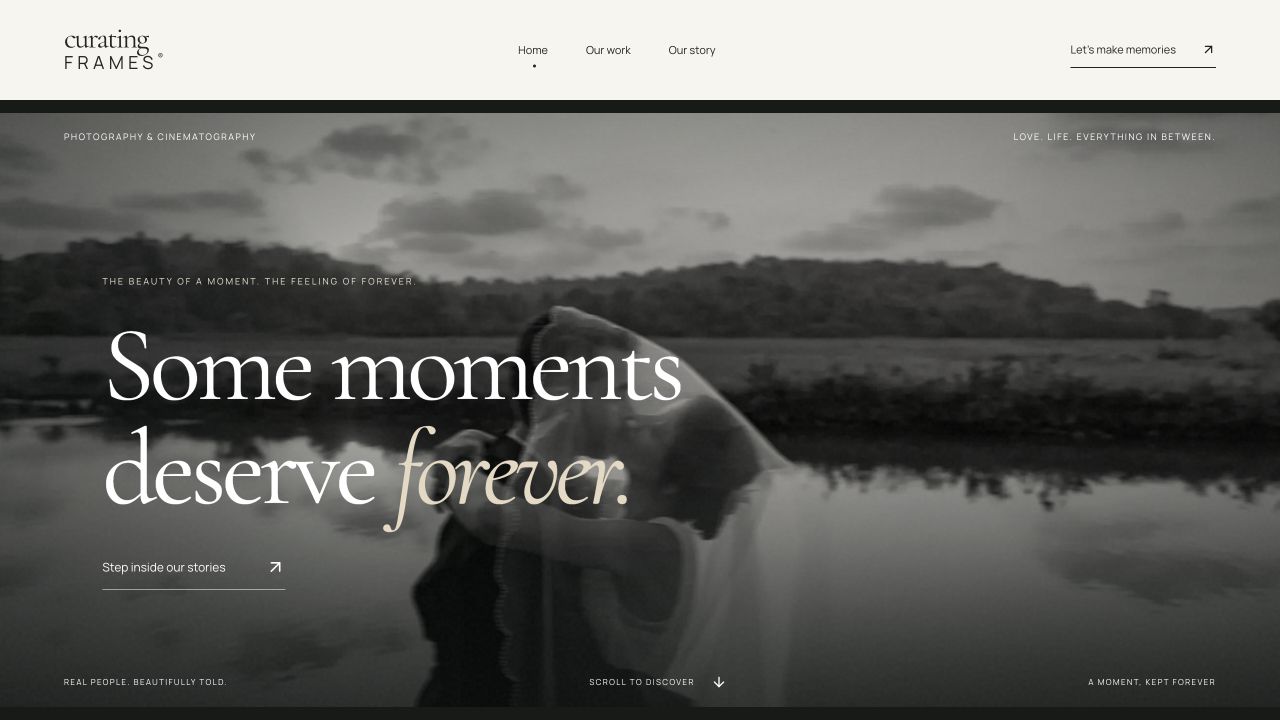 curating
FRAMES®
Home
Our work
Our story
Let's make memories
PHOTOGRAPHY & CINEMATOGRAPHY
LOVE. LIFE. EVERYTHING IN BETWEEN.
THE BEAUTY OF A MOMENT. THE FEELING OF FOREVER.
Some moments
deserve forever.
Step inside our stories
REAL PEOPLE. BEAUTIFULLY TOLD.
SCROLL TO DISCOVER
A MOMENT, KEPT FOREVER